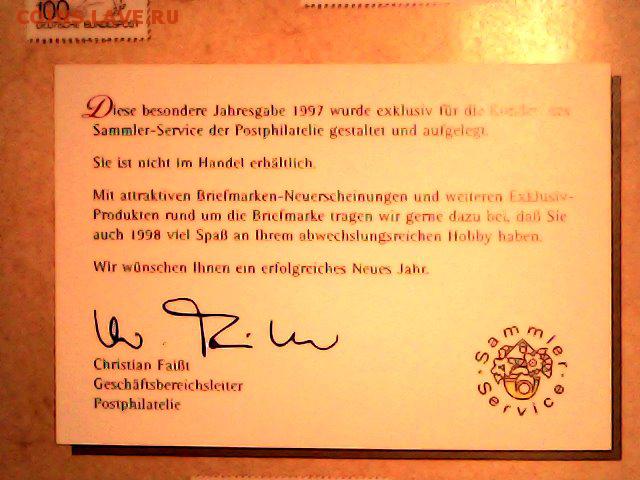 COINS.LAVE.RU
100
DEUTSCHE BUNDESPOST
Diese besondere Jahresgabe 1997 wurde exklusiv für die Kunden des
Sammler-Service der Postphilatelie gestaltet und aufgelegt.
Sie ist nicht im Handel erhältlich.
Mit attraktiven Briefmarken-Neuerscheinungen und weiteren Exklusiv-
Produkten rund um die Briefmarke tragen wir gerne dazu bei, daß Sie
auch 1998 viel Spaß an Ihrem abwechslungsreichen Hobby haben.
Wir wünschen Ihnen ein erfolgreiches Neues Jahr.
Christian Faißt
Geschäftsbereichsleiter
Postphilatelie
Sammler-
Service